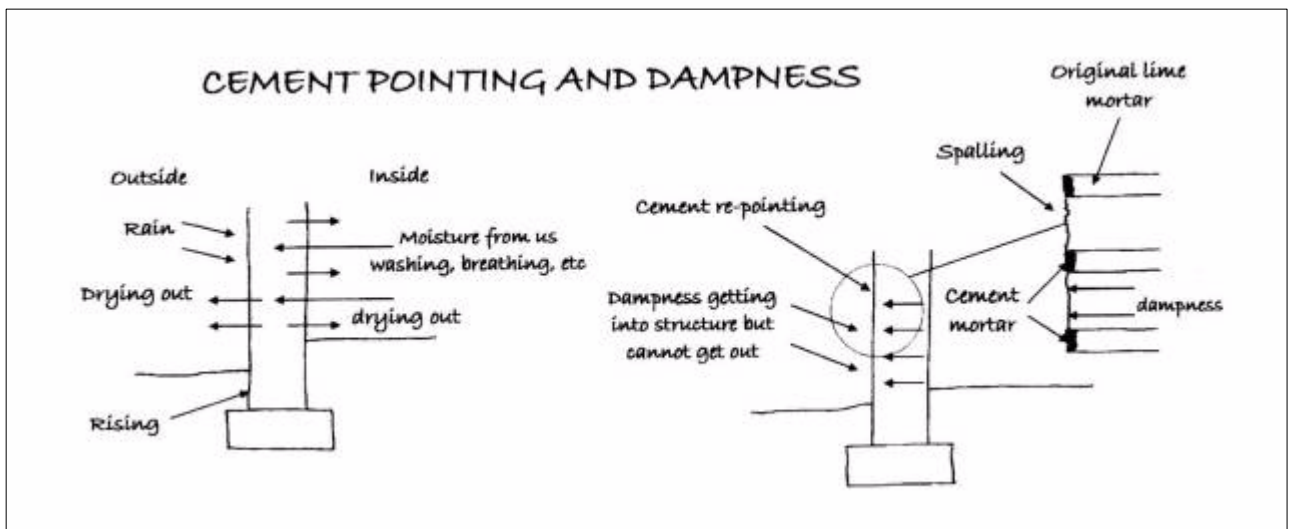 CEMENT POINTING AND DAMPNESS
Outside
Inside
Rain
Moisture from us
washing, breathing, etc
Drying out
drying out
Rising
Original lime
mortar
Spalling
Cement re-pointing
Dampness getting
into structure but
cannot get out
Cement
mortar
dampness